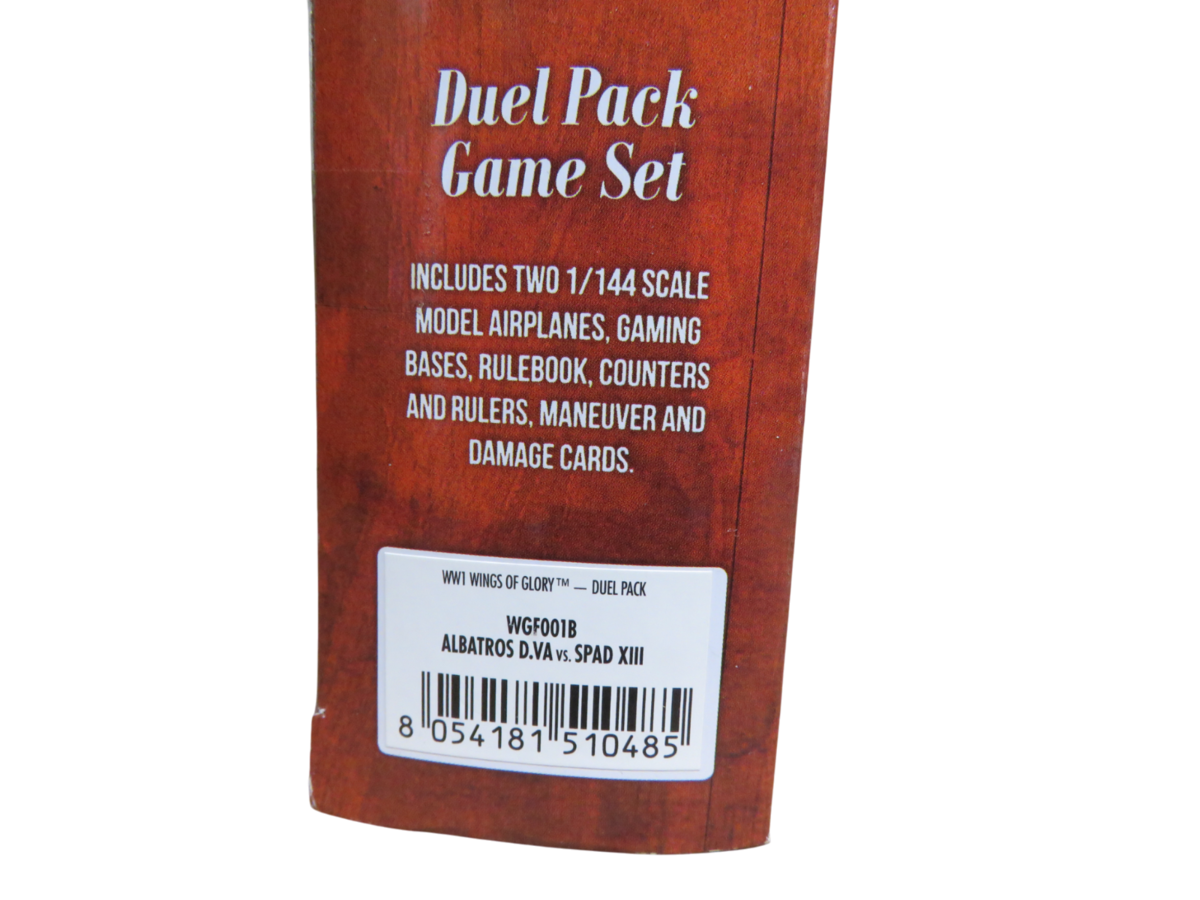 Duel Pack
Game Set
INCLUDES TWO 1/144 SCALE
MODEL AIRPLANES, GAMING
BASES, RULEBOOK, COUNTERS
AND RULERS, MANEUVER AND
DAMAGE CARDS.
WW1 WINGS OF GLORY™ — DUEL PACK
WGF001B
ALBATROS D.VA vs. SPAD XIII
8 054181 510485